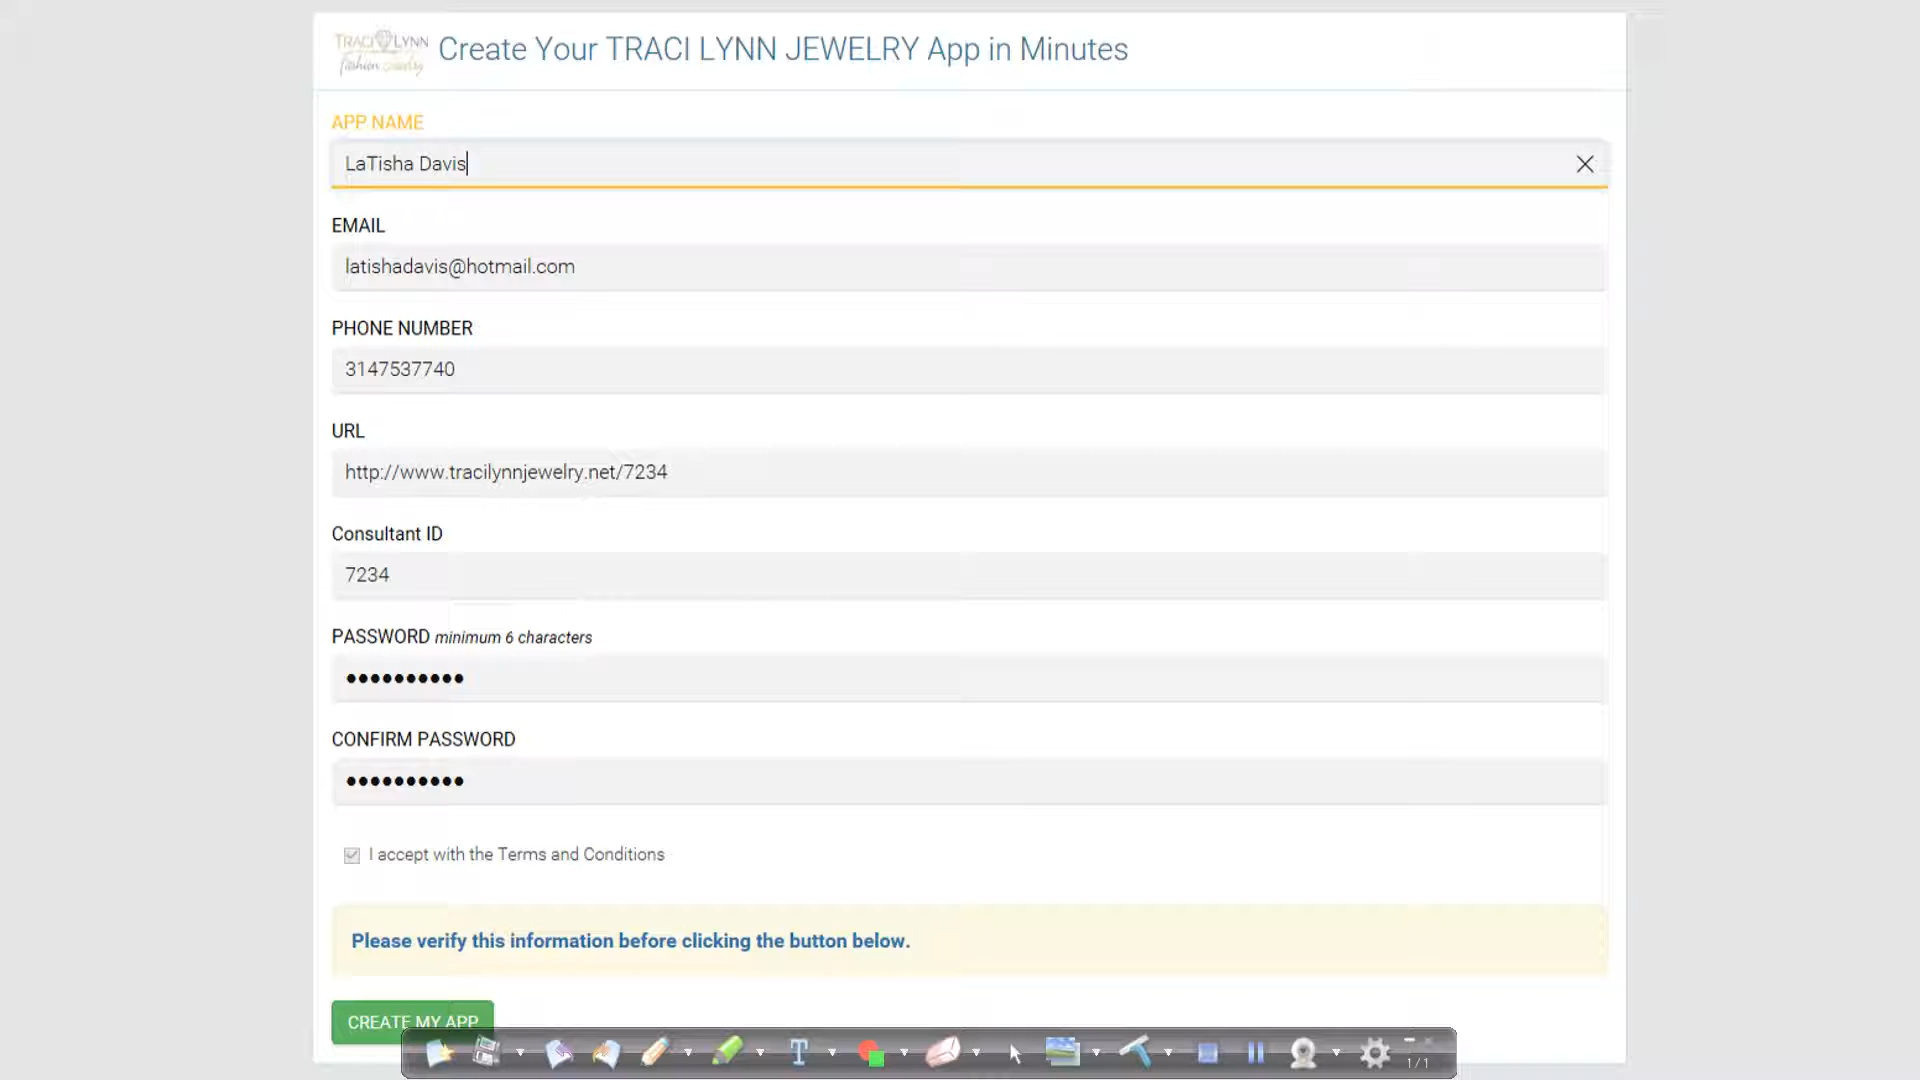 TRACI LYNN
fashion jewelry
Create Your TRACI LYNN JEWELRY App in Minutes
APP NAME
LaTisha Davis
EMAIL
latishadavis@hotmail.com
PHONE NUMBER
3147537740
URL
http://www.tracilynnjewelry.net/7234
Consultant ID
7234
PASSWORD minimum 6 characters
••••••••••
CONFIRM PASSWORD
••••••••••
I accept with the Terms and Conditions
Please verify this information before clicking the button below.
CREATE MY APP
1/1